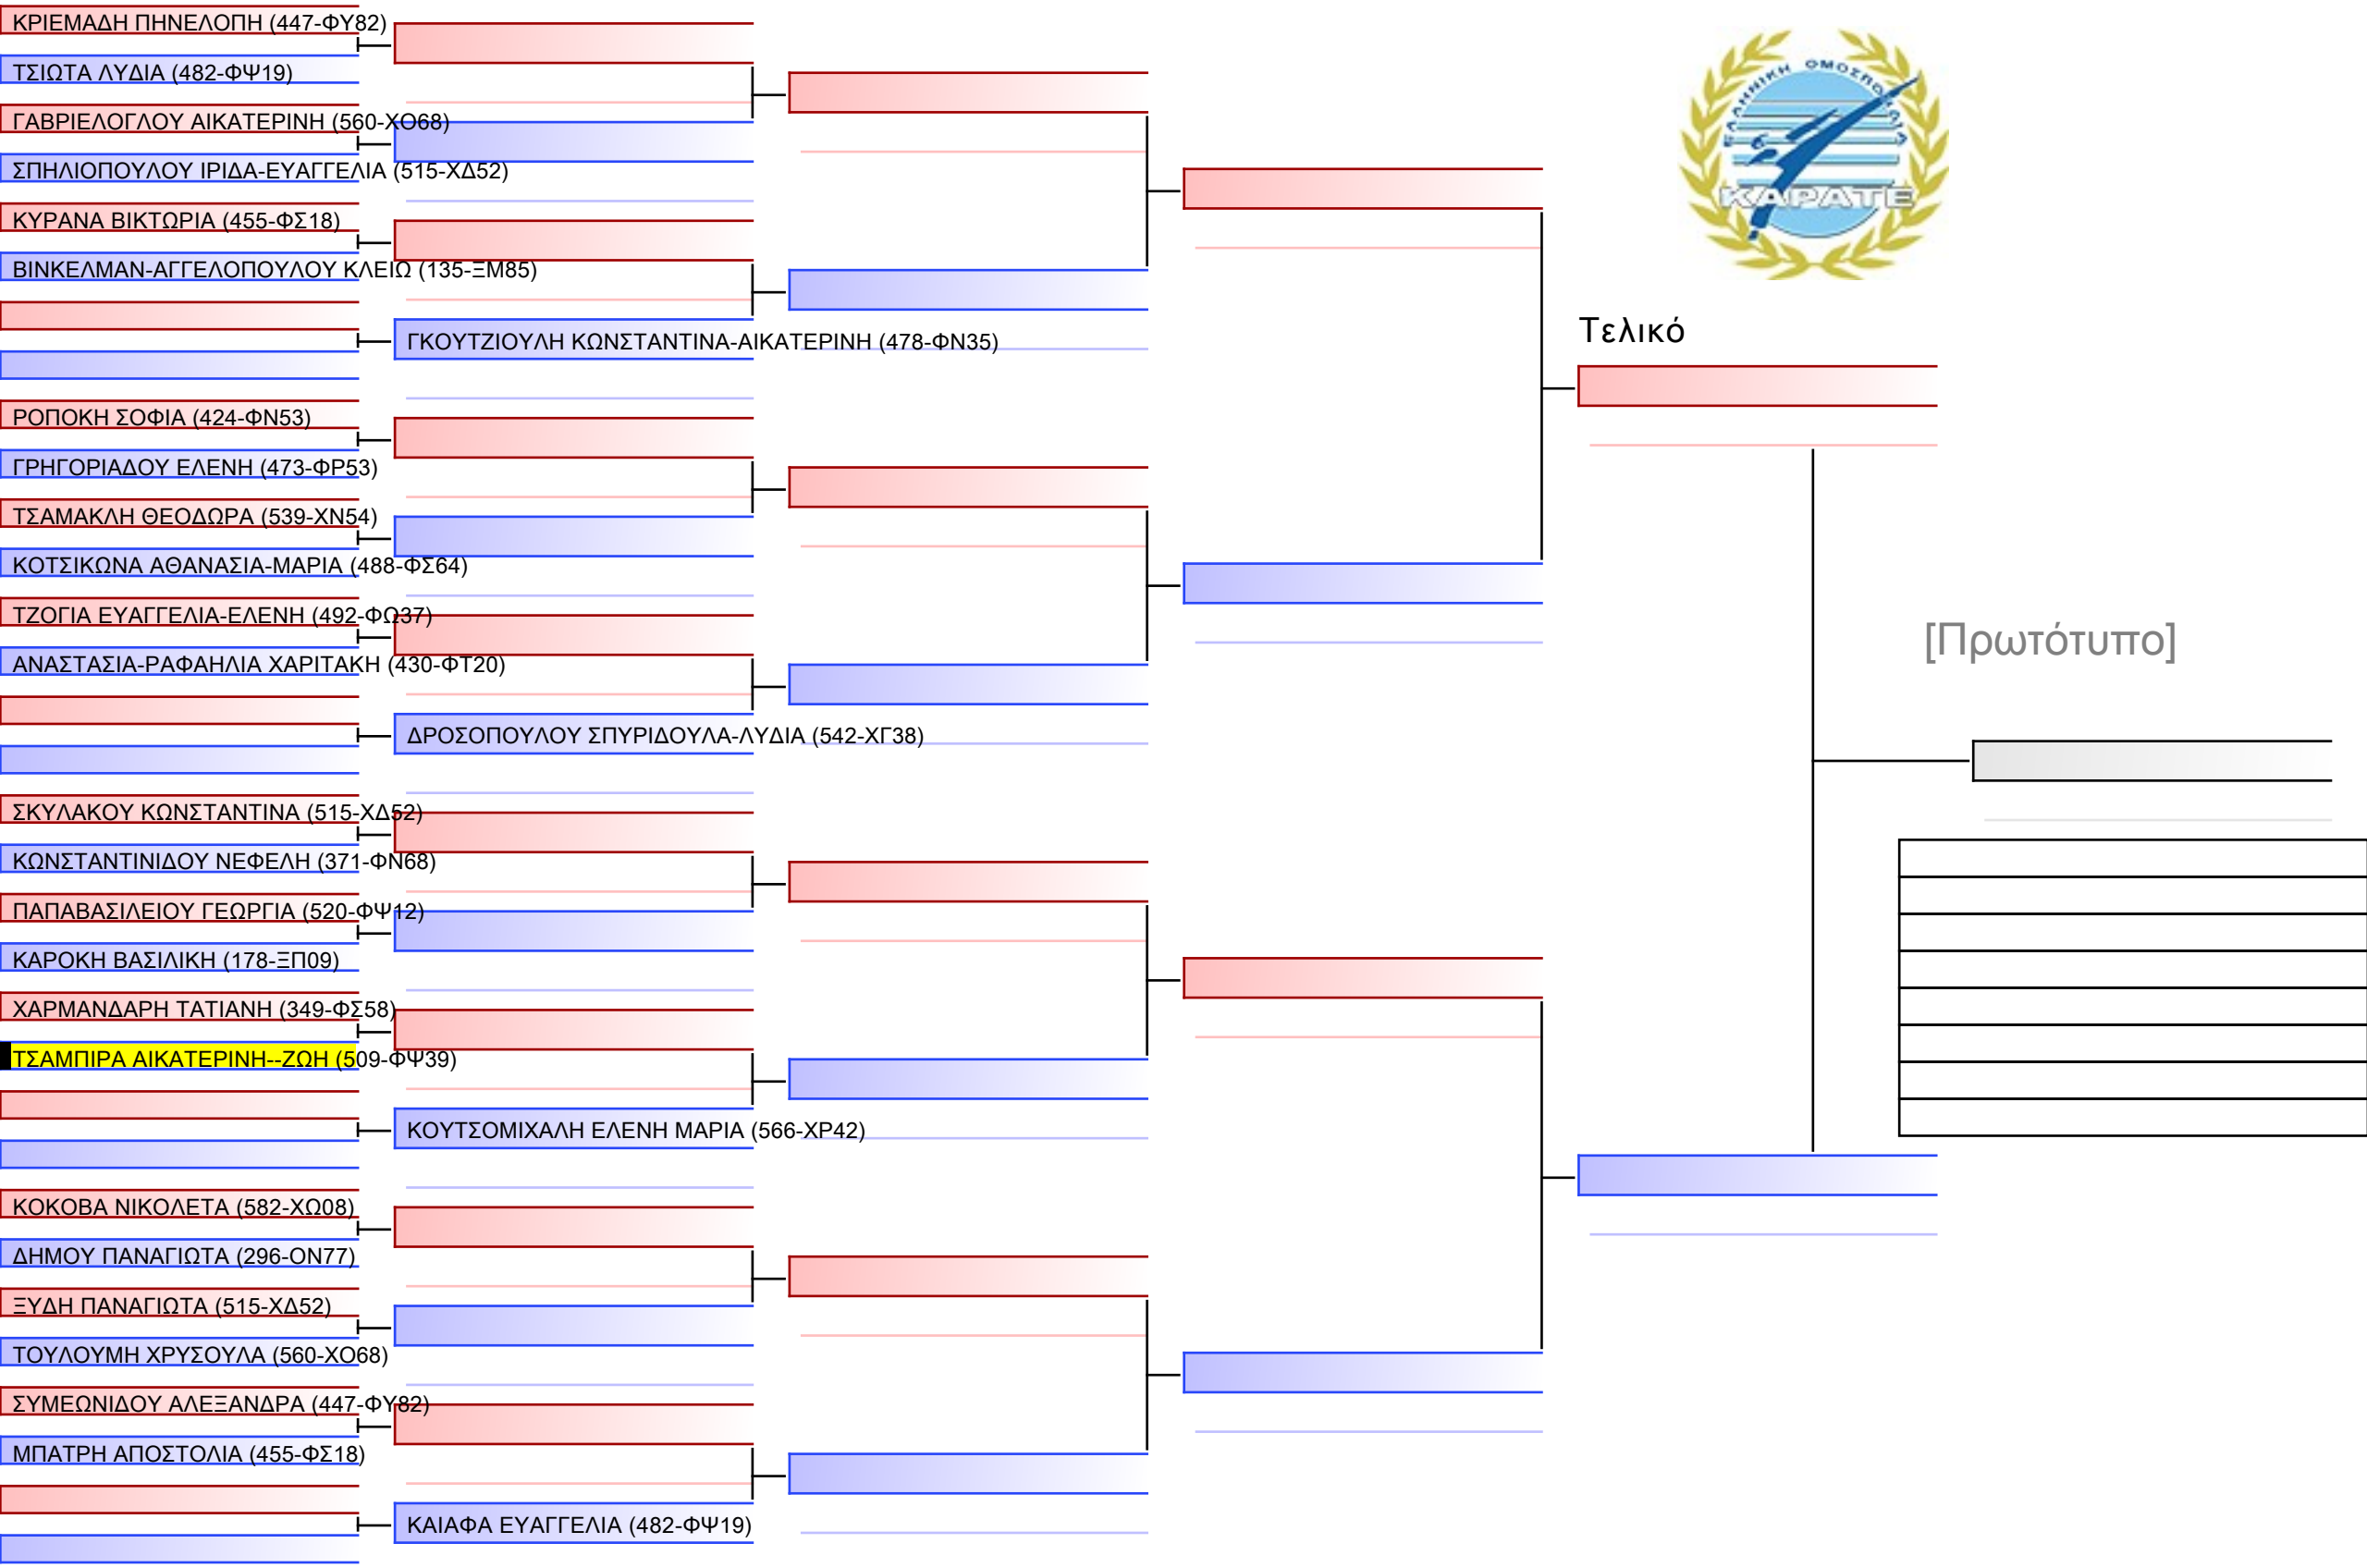 ΚΡΙΕΜΑΔΗ ΠΗΝΕΛΟΠΗ (447-ΦΥ82)
ΤΣΙΩΤΑ ΛΥΔΙΑ (482-ΦΨ19)
ΓΑΒΡΙΕΛΟΓΛΟΥ ΑΙΚΑΤΕΡΙΝΗ (560-ΧΟ68)
ΣΠΗΛΙΟΠΟΥΛΟΥ ΙΡΙΔΑ-ΕΥΑΓΓΕΛΙΑ (515-ΧΔ52)
ΚΥΡΑΝΑ ΒΙΚΤΩΡΙΑ (455-ΦΣ18)
ΒΙΝΚΕΛΜΑΝ-ΑΓΓΕΛΟΠΟΥΛΟΥ ΚΛΕΙΩ (135-ΞΜ85)
ΓΚΟΥΤΖΙΟΥΛΗ ΚΩΝΣΤΑΝΤΙΝΑ-ΑΙΚΑΤΕΡΙΝΗ (478-ΦΝ35)
ΡΟΠΟΚΗ ΣΟΦΙΑ (424-ΦΝ53)
ΓΡΗΓΟΡΙΑΔΟΥ ΕΛΕΝΗ (473-ΦΡ53)
ΤΣΑΜΑΚΛΗ ΘΕΟΔΩΡΑ (539-ΧΝ54)
ΚΟΤΣΙΚΩΝΑ ΑΘΑΝΑΣΙΑ-ΜΑΡΙΑ (488-ΦΣ64)
ΤΖΟΓΙΑ ΕΥΑΓΓΕΛΙΑ-ΕΛΕΝΗ (492-ΦΩ37)
ΑΝΑΣΤΑΣΙΑ-ΡΑΦΑΗΛΙΑ ΧΑΡΙΤΑΚΗ (430-ΦΤ20)
ΔΡΟΣΟΠΟΥΛΟΥ ΣΠΥΡΙΔΟΥΛΑ-ΛΥΔΙΑ (542-ΧΓ38)
ΣΚΥΛΑΚΟΥ ΚΩΝΣΤΑΝΤΙΝΑ (515-ΧΔ52)
ΚΩΝΣΤΑΝΤΙΝΙΔΟΥ ΝΕΦΕΛΗ (371-ΦΝ68)
ΠΑΠΑΒΑΣΙΛΕΙΟΥ ΓΕΩΡΓΙΑ (520-ΦΨ12)
ΚΑΡΟΚΗ ΒΑΣΙΛΙΚΗ (178-ΞΠ09)
ΧΑΡΜΑΝΔΑΡΗ ΤΑΤΙΑΝΗ (349-ΦΣ58)
ΤΣΑΜΠΙΡΑ ΑΙΚΑΤΕΡΙΝΗ--ΖΩΗ (509-ΦΨ39)
ΚΟΥΤΣΟΜΙΧΑΛΗ ΕΛΕΝΗ ΜΑΡΙΑ (566-ΧΡ42)
ΚΟΚΟΒΑ ΝΙΚΟΛΕΤΑ (582-ΧΩ08)
ΔΗΜΟΥ ΠΑΝΑΓΙΩΤΑ (296-ΟΝ77)
ΞΥΔΗ ΠΑΝΑΓΙΩΤΑ (515-ΧΔ52)
ΤΟΥΛΟΥΜΗ ΧΡΥΣΟΥΛΑ (560-ΧΟ68)
ΣΥΜΕΩΝΙΔΟΥ ΑΛΕΞΑΝΔΡΑ (447-ΦΥ82)
ΜΠΑΤΡΗ ΑΠΟΣΤΟΛΙΑ (455-ΦΣ18)
ΚΑΙΑΦΑ ΕΥΑΓΓΕΛΙΑ (482-ΦΨ19)
ΕΛΛΗΝΙΚΗ ΟΜΟΣΠΟΝΔΙΑ
ΚΑΡΑΤΕ
Τελικό
[Πρωτότυπο]